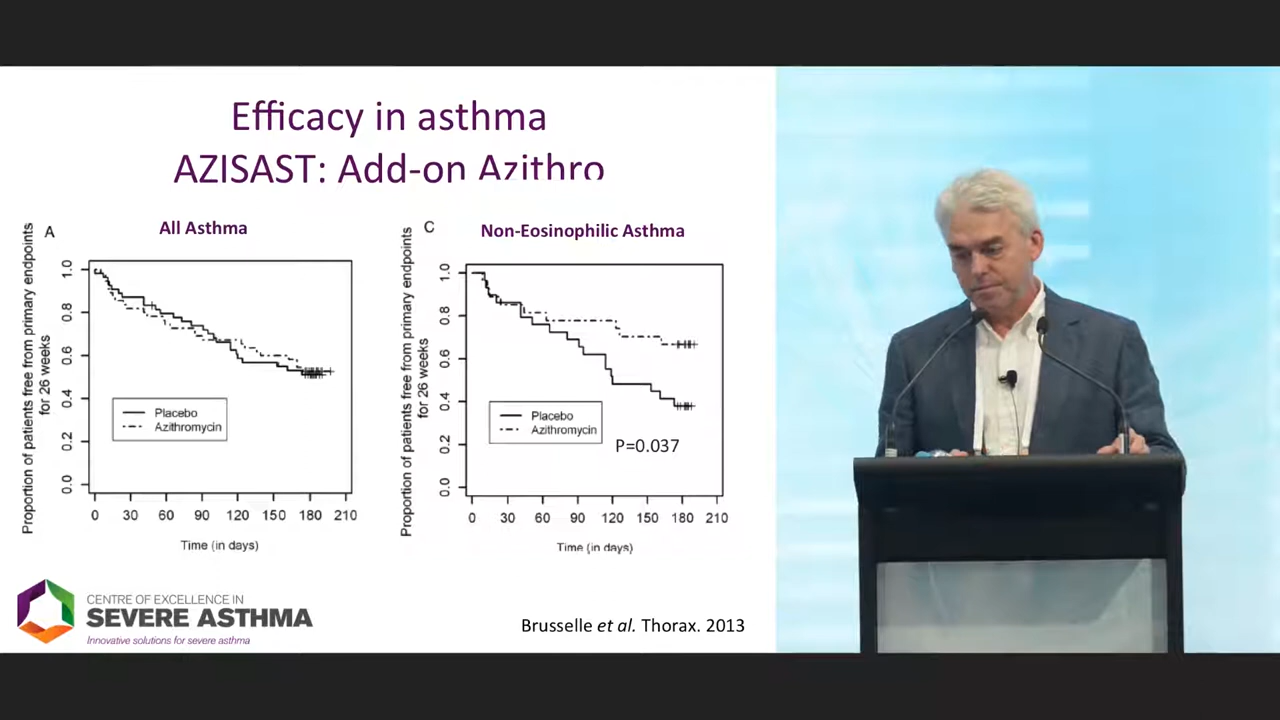 Efficacy in asthma
AZISAST: Add-on Azithro
A
All Asthma
Proportion of patients free from primary endpoints
for 26 weeks
1.0
0.8
0.6
0.4
0.2
0.0
Placebo
Azithromycin
0 30 60 90 120 150 180 210
Time (in days)
C
Non-Eosinophilic Asthma
Proportion of patients free from primary endpoints
for 26 weeks
1.0
0.8
0.6
0.4
0.2
0.0
Placebo
Azithromycin
P=0.037
0 30 60 90 120 150 180 210
Time (in days)
CENTRE OF EXCELLENCE IN
SEVERE ASTHMA
Innovative solutions for severe asthma
Brusselle et al. Thorax. 2013